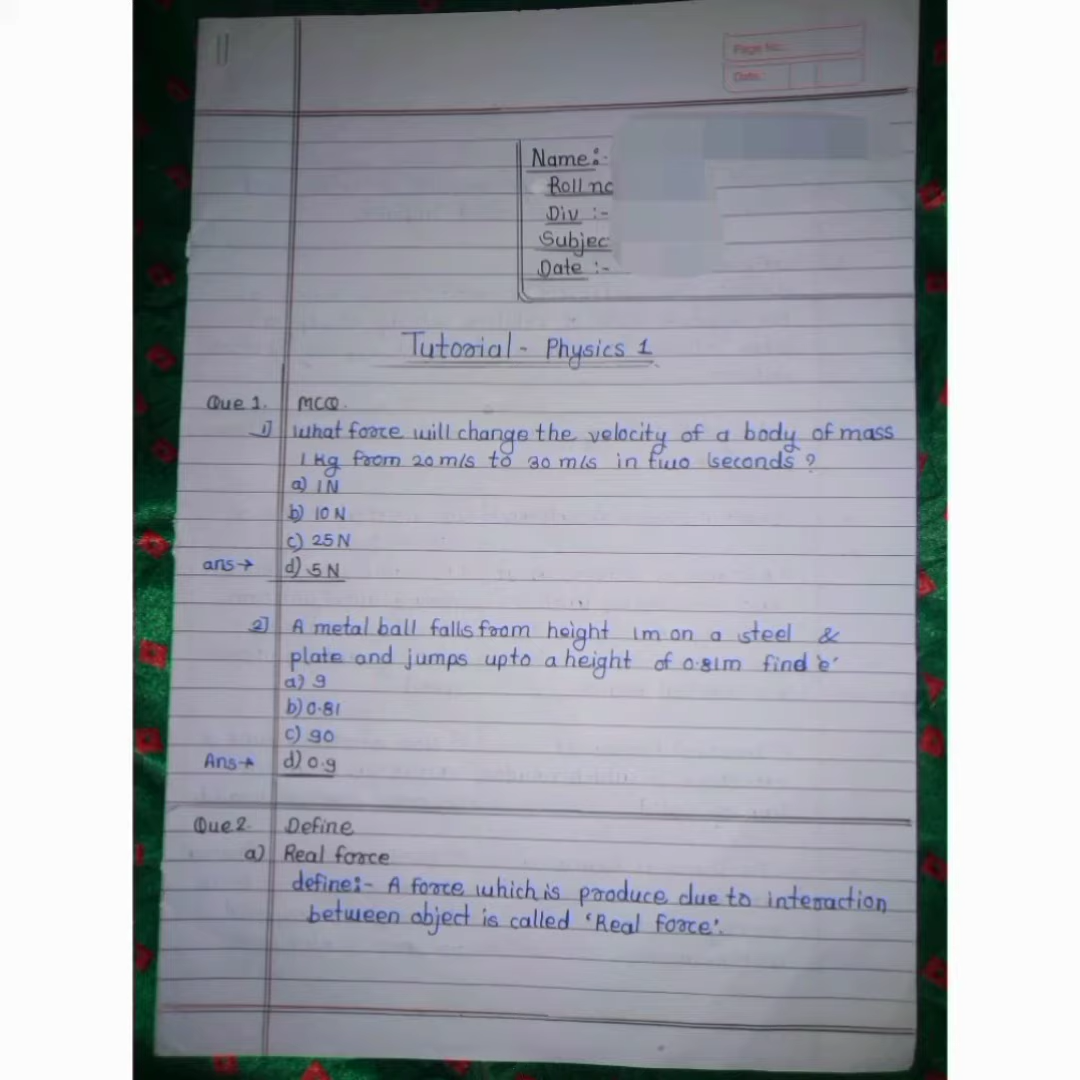 Page No.:
Date:
Name:-
Roll no
Div :-
Subjec
Date :-
Tutorial - Physics 1
Que 1. MCQ.
1] what force will change the velocity of a body of mass
1 kg from 20 m/s to 30 m/s in two seconds ?
a) 1N
b) 10 N
c) 25 N
ans→ d) 5 N
2] A metal ball falls from height 1m on a steel &
plate and jumps upto a height of 0.81m find 'e'
a) 9
b) 0.81
c) 90
Ans→ d) 0.9
Que 2. Define
a) Real force
define:- A force which is produce due to interaction
between object is called 'Real force'.